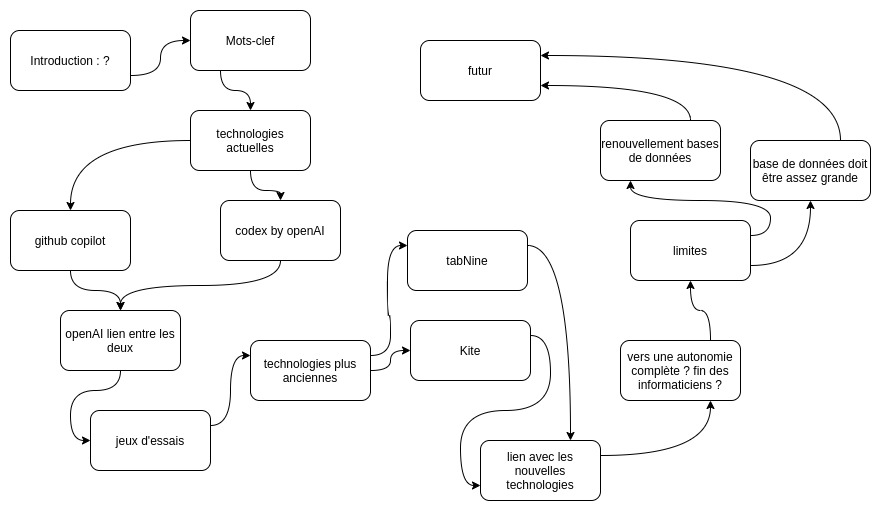 Introduction : ?
Mots-clef
technologies
actuelles
github copilot
codex by openAI
openAI lien entre les
deux
jeux d'essais
technologies plus
anciennes
tabNine
Kite
lien avec les
nouvelles
technologies
vers une autonomie
complète ? fin des
informaticiens ?
limites
renouvellement bases
de données
base de données doit
être assez grande
futur